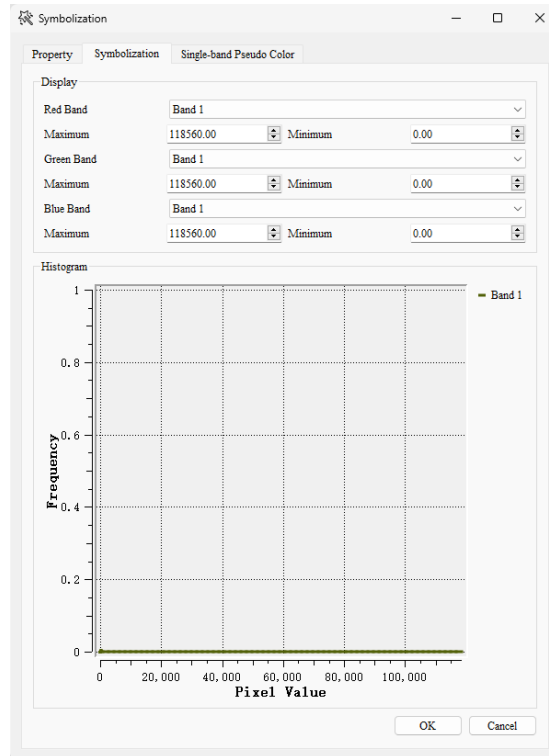 Symbolization
Property Symbolization Single-band Pseudo Color
Display
Red Band Band 1
Maximum 118560.00 Minimum 0.00
Green Band Band 1
Maximum 118560.00 Minimum 0.00
Blue Band Band 1
Maximum 118560.00 Minimum 0.00
Histogram
1
Band 1
0.8
0.6
Frequency
0.4
0.2
0
0 20,000 40,000 60,000 80,000 100,000
Pixel Value
OK Cancel